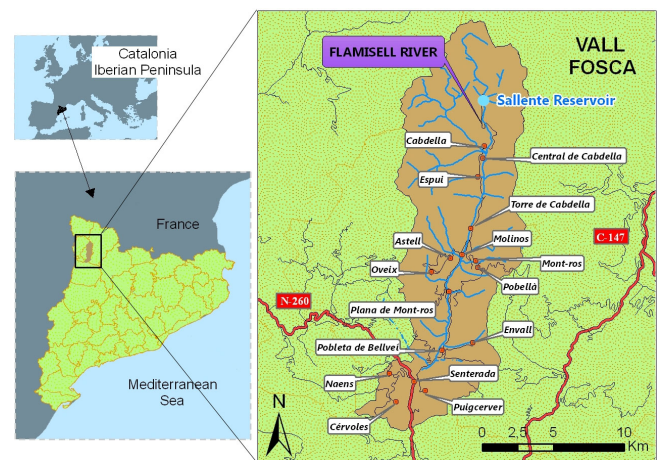 Catalonia
Iberian Peninsula
France
Mediterranean
Sea
FLAMISELL RIVER
VALL
FOSCA
Sallente Reservoir
Cabdella
Central de Cabdella
Espui
Torre de Cabdella
Astell
Molinos
C-147
Oveix
Mont-ros
Pobellà
N-260
Plana de Mont-ros
Envall
Pobleta de Bellvei
Naens
Senterada
Puigcerver
Cérvoles
N
0 2,5 5 10
Km